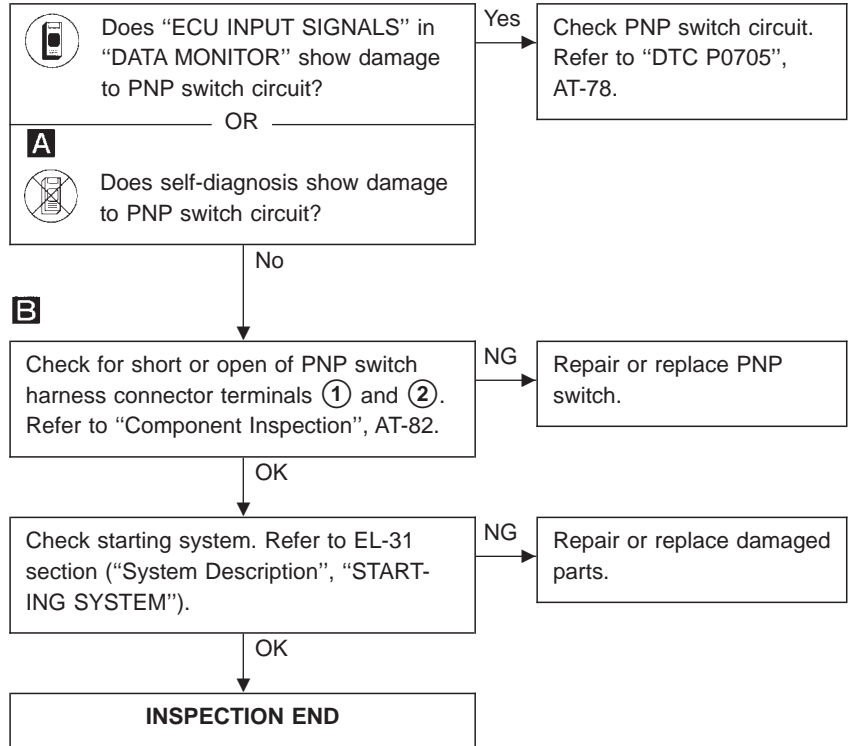 Does ‘‘ECU INPUT SIGNALS’’ in
‘‘DATA MONITOR’’ show damage
to PNP switch circuit?
Yes
Check PNP switch circuit.
Refer to ‘‘DTC P0705’’,
AT-78.
OR
A
Does self-diagnosis show damage
to PNP switch circuit?
No
B
Check for short or open of PNP switch
harness connector terminals ① and ②.
Refer to ‘‘Component Inspection’’, AT-82.
NG
Repair or replace PNP
switch.
OK
Check starting system. Refer to EL-31
section (‘‘System Description’’, ‘‘START-
ING SYSTEM’’).
NG
Repair or replace damaged
parts.
OK
INSPECTION END